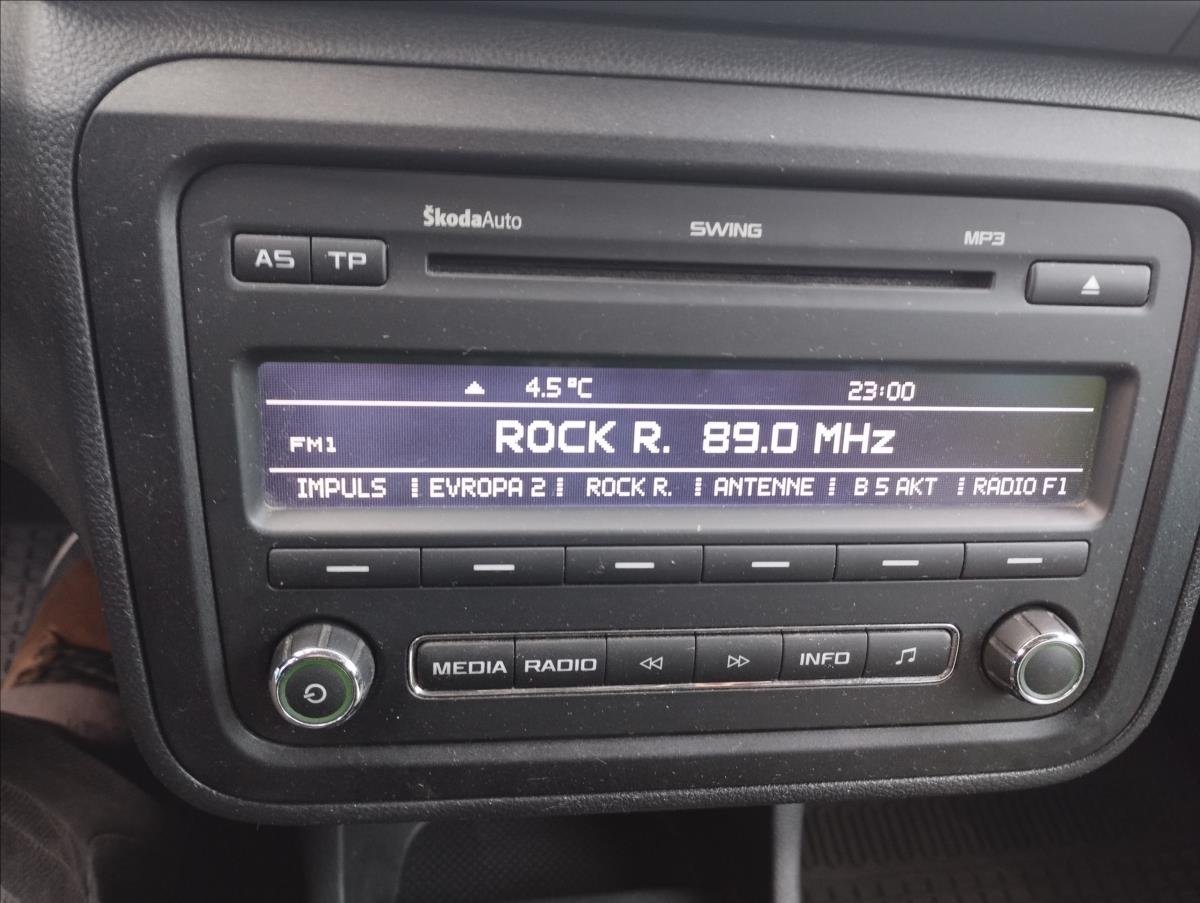 ŠkodaAuto SWING MP3
AS TP
4.5°C 23:00
FM1 ROCK R. 89.0 MHz
IMPULS EVROPA 2 ROCK R. ANTENNE B 5 AKT RADIO F1
MEDIA RADIO INFO